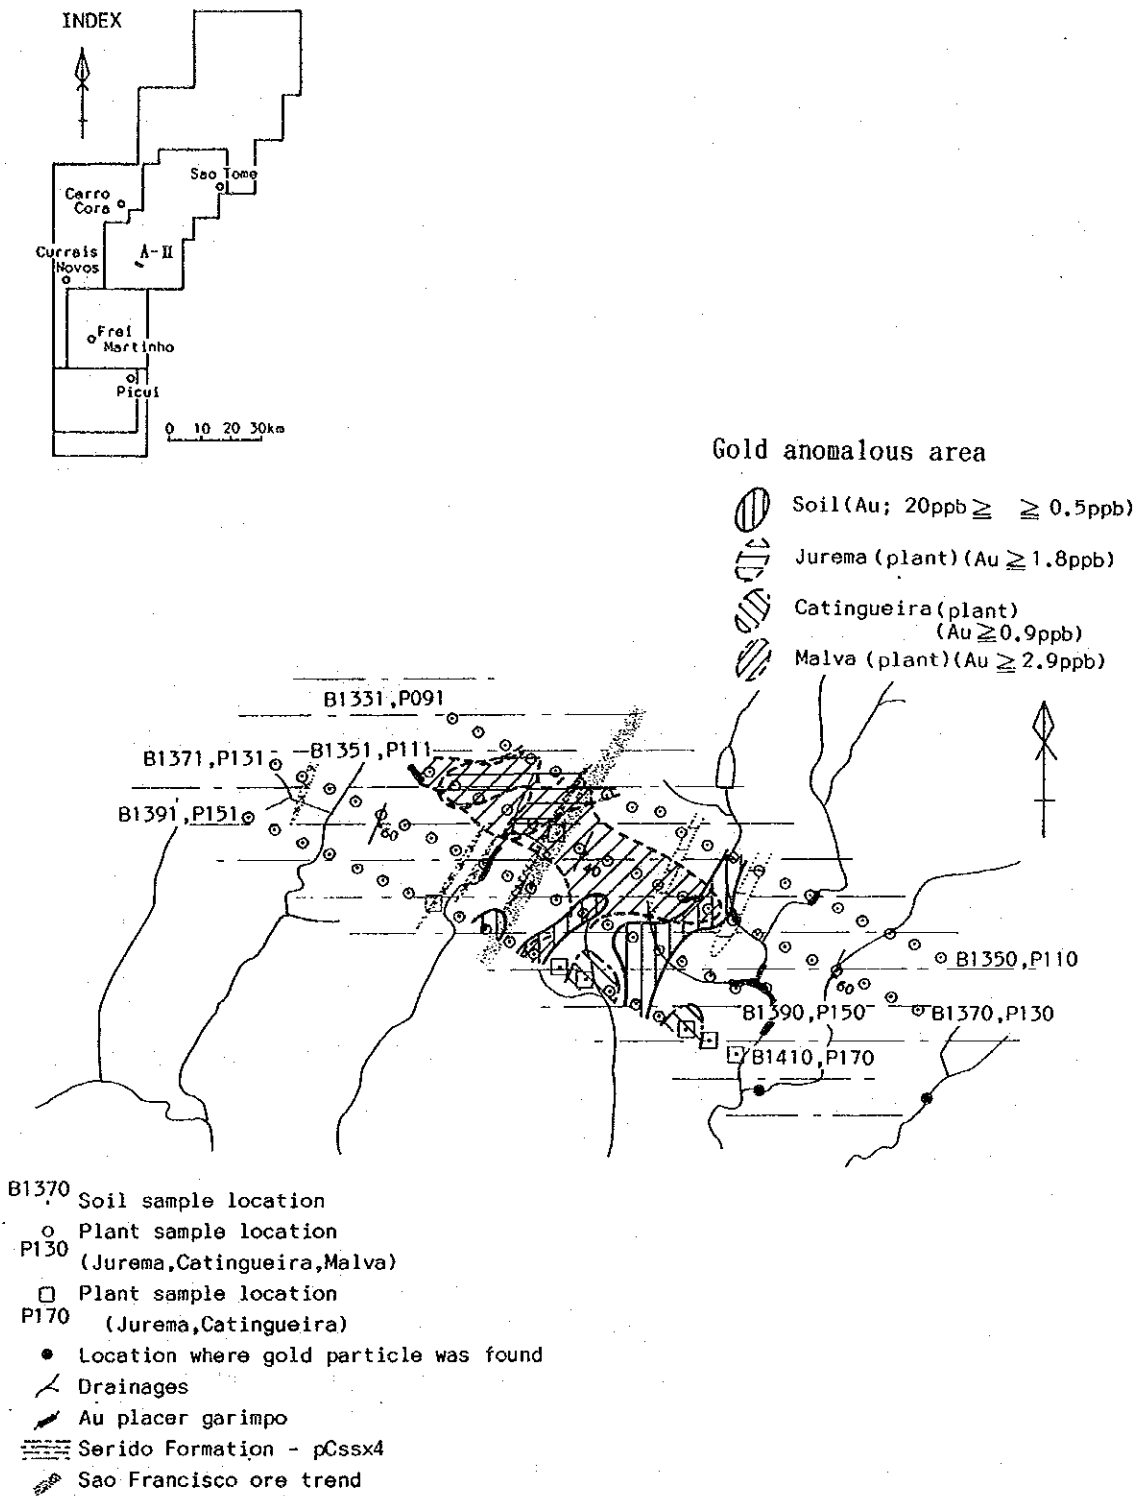 INDEX
Sao Tome
Carro
Cora
A-II
Currais
Novos
Frei
Martinho
Picui
0 10 20 30km
Gold anomalous area
Soil(Au; 20ppb≧ ≧ 0.5ppb)
Jurema (plant)(Au ≧ 1.8ppb)
Catingueira (plant)
(Au ≧ 0.9ppb)
Malva (plant)(Au ≧ 2.9ppb)
B1331,P091
B1351,P111
B1371,P131
B1391,P151
60
40
B1350,P110
60
B1390,P150
B1370,P130
B1410,P170
B1370
Soil sample location
Plant sample location
P130
(Jurema,Catingueira,Malva)
Plant sample location
P170
(Jurema,Catingueira)
Location where gold particle was found
Drainages
Au placer garimpo
Serido Formation - pCssx4
Sao Francisco ore trend